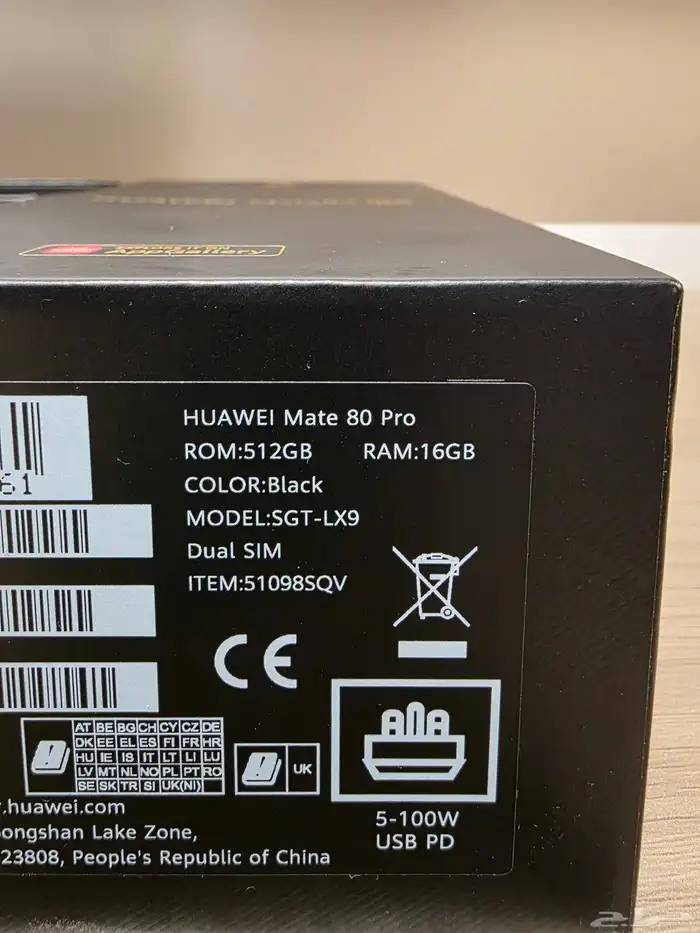 AppGallery
HUAWEI Mate 80 Pro
ROM:512GB RAM:16GB
COLOR:Black
MODEL:SGT-LX9
Dual SIM
ITEM:51098SQV
61
CE
AT BE BG CH CY CZ DE
DK EE EL ES FI FR HR
HU IE IS IT LT LI LU
LV MT NL NO PL PT RO
SE SK TR SI UK(NI)
UK
5-100W
USB PD
.huawei.com
Songshan Lake Zone,
23808, People's Republic of China